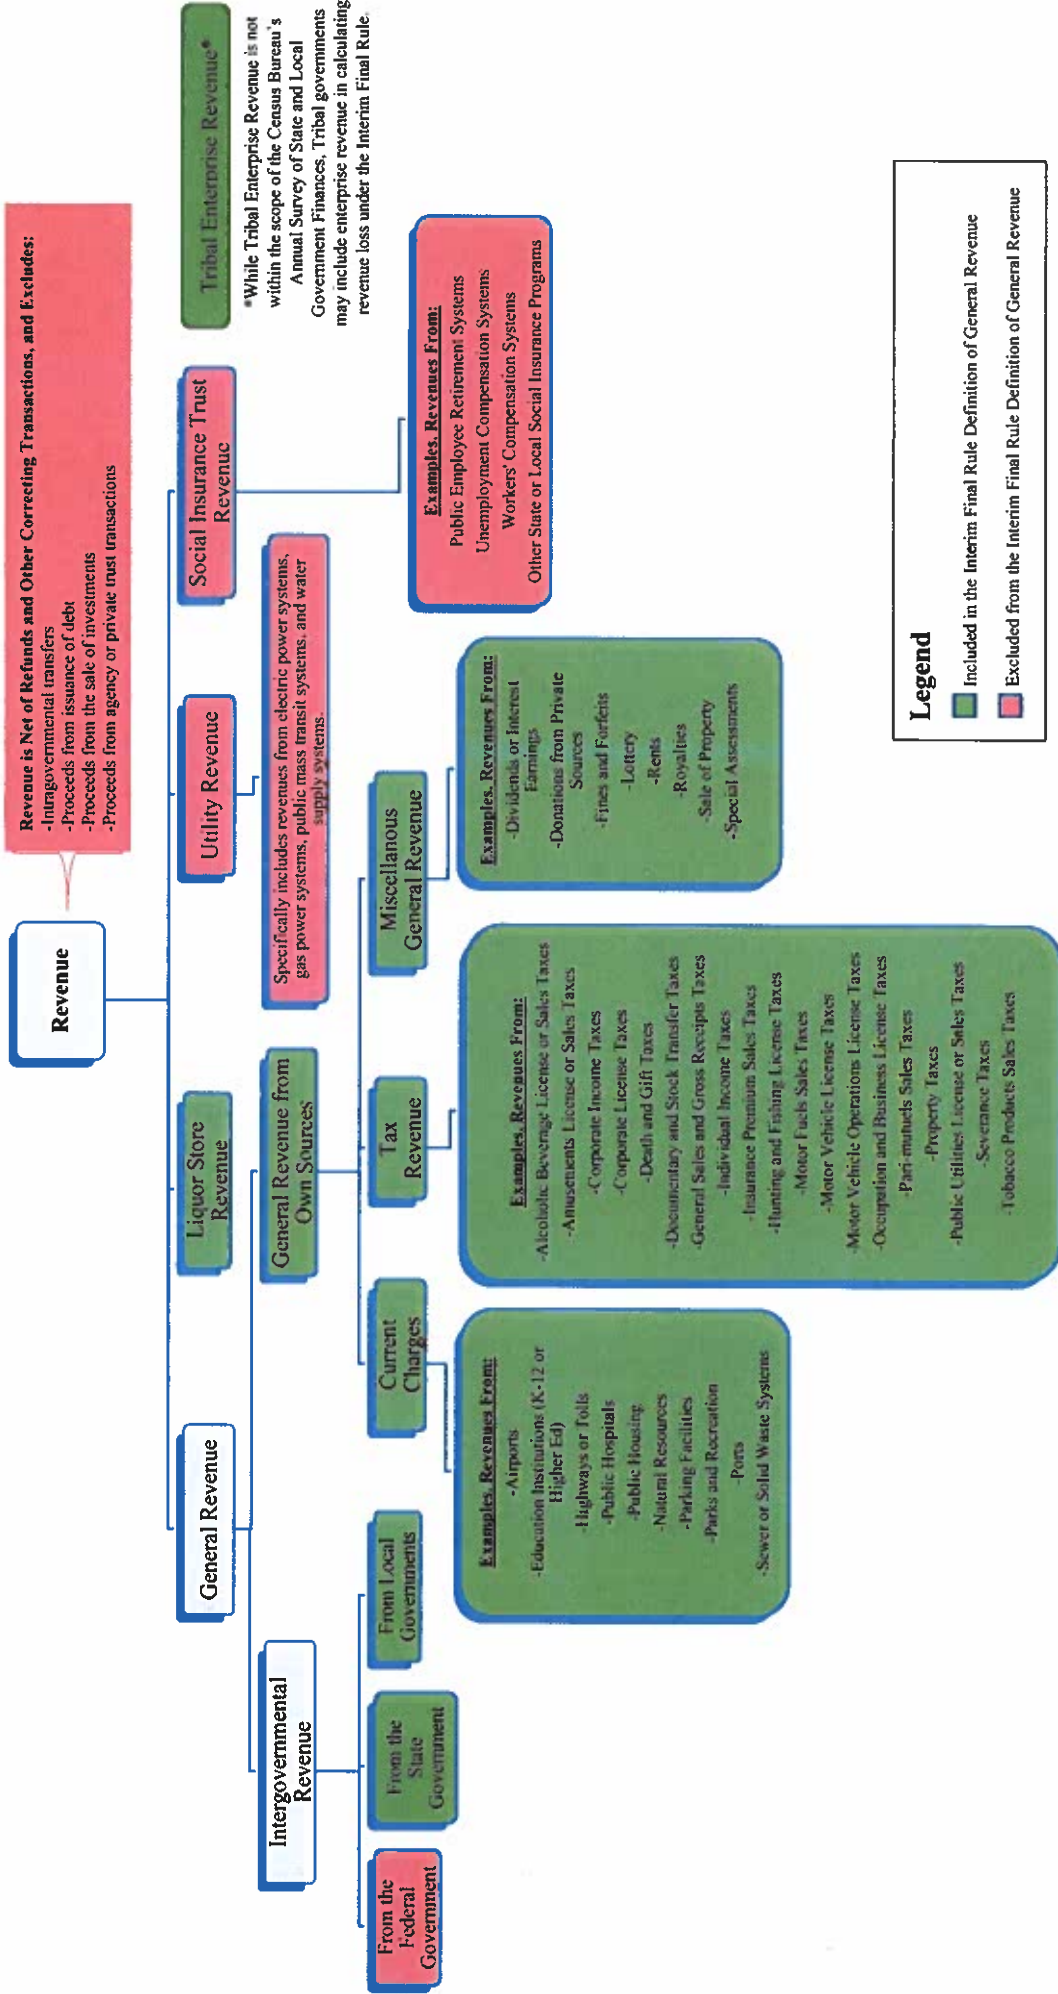 Revenue
Revenue is Net of Refunds and Other Correcting Transactions, and Excludes:
-Intragovernmental transfers
-Proceeds from issuance of debt
-Proceeds from the sale of investments
-Proceeds from agency or private trust transactions
General Revenue
Liquor Store
Revenue
Utility Revenue
Social Insurance Trust
Revenue
Tribal Enterprise Revenue*
*While Tribal Enterprise Revenue is not
within the scope of the Census Bureau's
Annual Survey of State and Local
Government Finances, Tribal governments
may include enterprise revenue in calculating
revenue loss under the Interim Final Rule.
Intergovernmental
Revenue
General Revenue from
Own Sources
Specifically includes revenues from electric power systems,
gas power systems, public mass transit systems, and water
supply systems.
From the
Federal
Government
From the
State
Government
From Local
Governments
Current
Charges
Tax
Revenue
Miscellanous
General Revenue
Examples, Revenues From:
Public Employee Retirement Systems
Unemployment Compensation Systems
Workers' Compensation Systems
Other State or Local Social Insurance Programs
Examples, Revenues From:
-Airports
-Education Institutions (K-12 or
Higher Ed)
-Highways or Tolls
-Public Hospitals
-Public Housing
-Natural Resources
-Parking Facilities
-Parks and Recreation
-Ports
-Sewer or Solid Waste Systems
Examples, Revenues From:
-Alcoholic Beverage License or Sales Taxes
-Amusements License or Sales Taxes
-Corporate Income Taxes
-Corporate License Taxes
-Death and Gift Taxes
-Documentary and Stock Transfer Taxes
-General Sales and Gross Receipts Taxes
-Individual Income Taxes
-Insurance Premium Sales Taxes
-Hunting and Fishing License Taxes
-Motor Fuels Sales Taxes
-Motor Vehicle License Taxes
-Motor Vehicle Operations License Taxes
-Occupation and Business License Taxes
-Pari-mutuels Sales Taxes
-Property Taxes
-Public Utilities License or Sales Taxes
-Severance Taxes
-Tobacco Products Sales Taxes
Examples, Revenues From:
-Dividends or Interest
Earnings
-Donations from Private
Sources
-Fines and Forfeits
-Lottery
-Rents
-Royalties
-Sale of Property
-Special Assessments
Legend
Included in the Interim Final Rule Definition of General Revenue
Excluded from the Interim Final Rule Definition of General Revenue